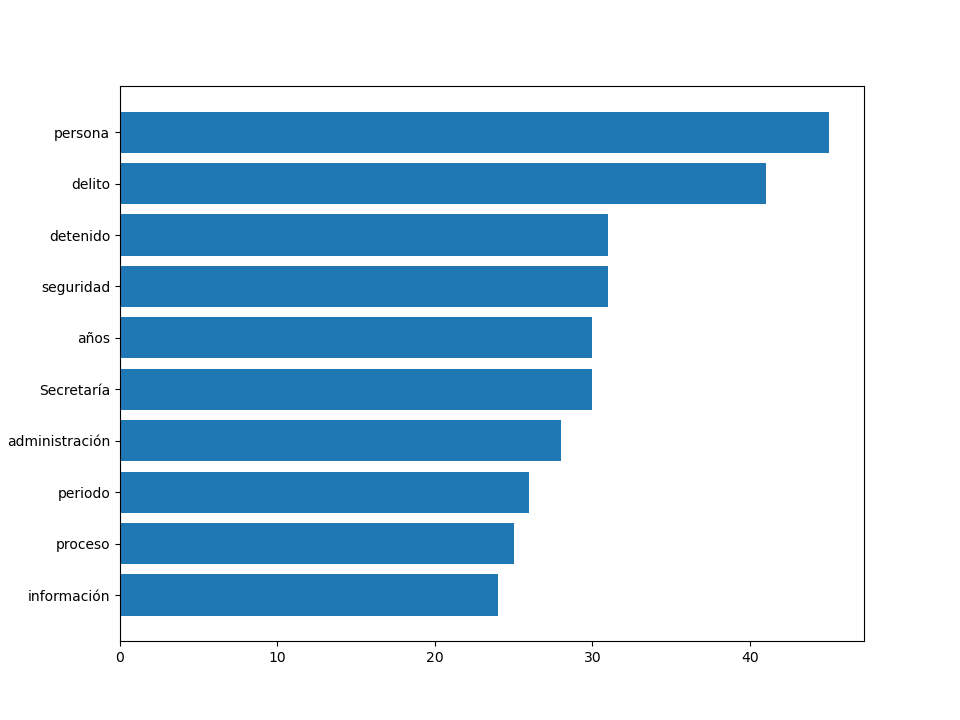 persona
delito
detenido
seguridad
años
Secretaría
administración
periodo
proceso
información
0 10 20 30 40